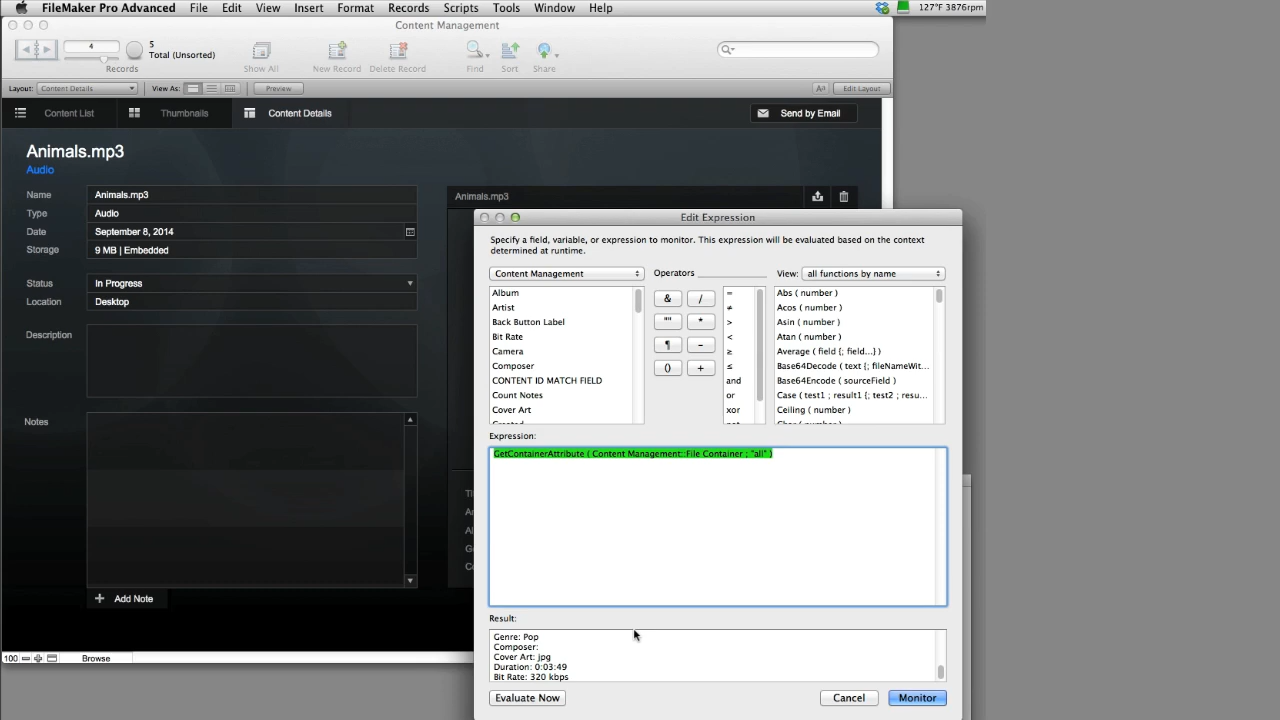 FileMaker Pro Advanced File Edit View Insert Format Records Scripts Tools Window Help 127°F 3876rpm
Content Management
4 5
Total (Unsorted)
Records Show All New Record Delete Record Find Sort Share
Layout: Content Details View As: Preview Aa Edit Layout
Content List Thumbnails Content Details Send by Email
Animals.mp3
Audio
Name Animals.mp3
Type Audio
Date September 8, 2014
Storage 9 MB | Embedded
Status In Progress
Location Desktop
Description
Notes
Add Note
100 Browse
Animals.mp3
Edit Expression
Specify a field, variable, or expression to monitor. This expression will be evaluated based on the context
determined at runtime.
Content Management Operators View: all functions by name
Album
Artist
Back Button Label
Bit Rate
Camera
Composer
CONTENT ID MATCH FIELD
Count Notes
Cover Art
Created
& /
"" *
¶ -
() +
=
≠
>
<
≥
≤
and
or
xor
not
Abs ( number )
Acos ( number )
Asin ( number )
Atan ( number )
Average ( field {; field...} )
Base64Decode ( text {; fileNameWit...
Base64Encode ( sourceField )
Case ( test1 ; result1 {; test2 ; resu...
Ceiling ( number )
Char ( number )
Expression:
GetContainerAttribute ( Content Management::File Container ; "all" )
Result:
Genre: Pop
Composer:
Cover Art: jpg
Duration: 0:03:49
Bit Rate: 320 kbps
Evaluate Now Cancel Monitor